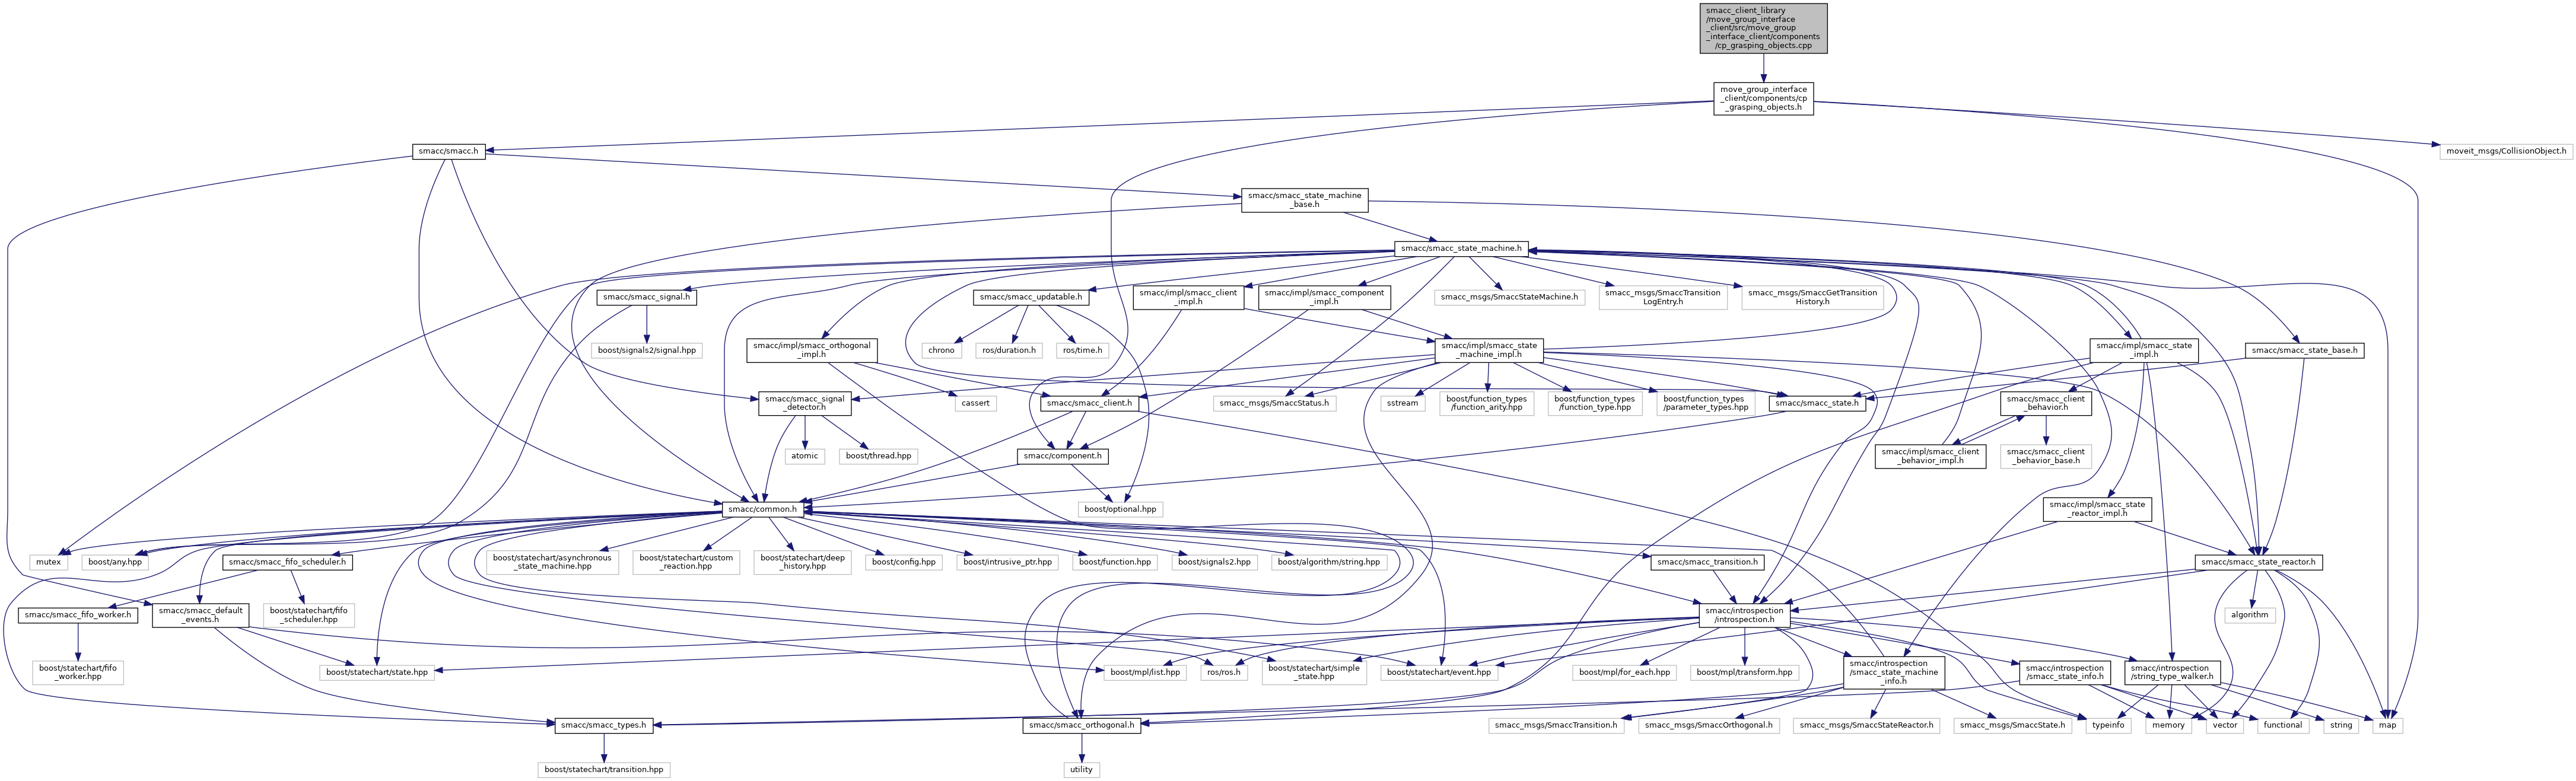 smacc_client_library
/move_group_interface
_client/src/move_group
_interface_client/components
/cp_grasping_objects.cpp
move_group_interface
_client/components/cp
_grasping_objects.h
smacc/smacc.h
moveit_msgs/CollisionObject.h
smacc/smacc_state_machine
_base.h
smacc/smacc_state_machine.h
smacc/smacc_signal.h
smacc/smacc_updatable.h
smacc/impl/smacc_client
_impl.h
smacc/impl/smacc_component
_impl.h
smacc_msgs/SmaccStateMachine.h
smacc_msgs/SmaccTransition
LogEntry.h
smacc_msgs/SmaccGetTransition
History.h
boost/signals2/signal.hpp
smacc/impl/smacc_orthogonal
_impl.h
chrono
ros/duration.h
ros/time.h
smacc/impl/smacc_state
_machine_impl.h
smacc/impl/smacc_state
_impl.h
smacc/smacc_state_base.h
smacc/smacc_signal
_detector.h
cassert
smacc/smacc_client.h
smacc_msgs/SmaccStatus.h
sstream
boost/function_types
/function_arity.hpp
boost/function_types
/function_type.hpp
boost/function_types
/parameter_types.hpp
smacc/smacc_state.h
smacc/smacc_client
_behavior.h
atomic
boost/thread.hpp
smacc/component.h
smacc/impl/smacc_client
_behavior_impl.h
smacc/smacc_client
_behavior_base.h
smacc/common.h
boost/optional.hpp
smacc/impl/smacc_state
_reactor_impl.h
mutex
boost/any.hpp
smacc/smacc_fifo_scheduler.h
boost/statechart/asynchronous
_state_machine.hpp
boost/statechart/custom
_reaction.hpp
boost/statechart/deep
_history.hpp
boost/config.hpp
boost/intrusive_ptr.hpp
boost/function.hpp
boost/signals2.hpp
boost/algorithm/string.hpp
smacc/smacc_transition.h
smacc/smacc_state_reactor.h
smacc/smacc_fifo_worker.h
smacc/smacc_default
_events.h
boost/statechart/fifo
_scheduler.hpp
smacc/introspection
/introspection.h
algorithm
boost/statechart/fifo
_worker.hpp
boost/statechart/state.hpp
boost/mpl/list.hpp
ros/ros.h
boost/statechart/simple
_state.hpp
boost/statechart/event.hpp
boost/mpl/for_each.hpp
boost/mpl/transform.hpp
smacc/introspection
/smacc_state_machine
_info.h
smacc/introspection
/smacc_state_info.h
smacc/introspection
/string_type_walker.h
smacc/smacc_types.h
smacc/smacc_orthogonal.h
smacc_msgs/SmaccTransition.h
smacc_msgs/SmaccOrthogonal.h
smacc_msgs/SmaccStateReactor.h
smacc_msgs/SmaccState.h
typeinfo
memory
vector
functional
string
map
boost/statechart/transition.hpp
utility